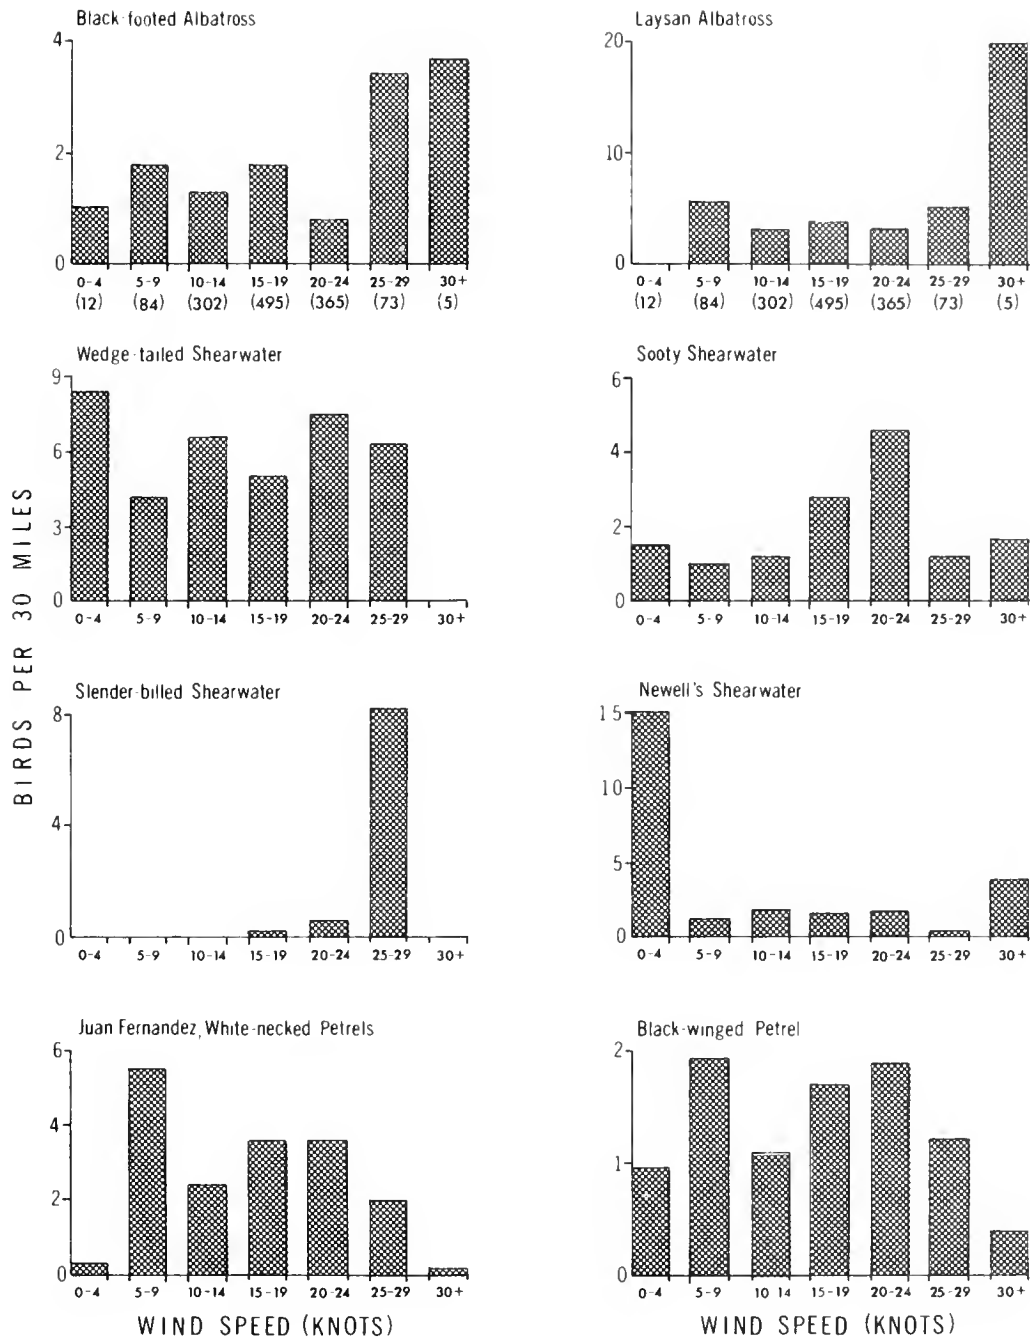 Black-footed Albatross
4
2
0
0-4 5-9 10-14 15-19 20-24 25-29 30+
(12) (84) (302) (495) (365) (73) (5)
Laysan Albatross
20
10
0
0-4 5-9 10-14 15-19 20-24 25-29 30+
(12) (84) (302) (495) (365) (73) (5)
Wedge-tailed Shearwater
9
6
3
0
0-4 5-9 10-14 15-19 20-24 25-29 30+
Sooty Shearwater
6
4
2
0
0-4 5-9 10-14 15-19 20-24 25-29 30+
BIRDS PER 30 MILES
Slender-billed Shearwater
8
4
0
0-4 5-9 10-14 15-19 20-24 25-29 30+
Newell's Shearwater
15
10
5
0
0-4 5-9 10-14 15-19 20-24 25-29 30+
Juan Fernandez, White-necked Petrels
6
4
2
0
0-4 5-9 10-14 15-19 20-24 25-29 30+
WIND SPEED (KNOTS)
Black-winged Petrel
2
1
0
0-4 5-9 10 14 15-19 20-24 25-29 30+
WIND SPEED (KNOTS)